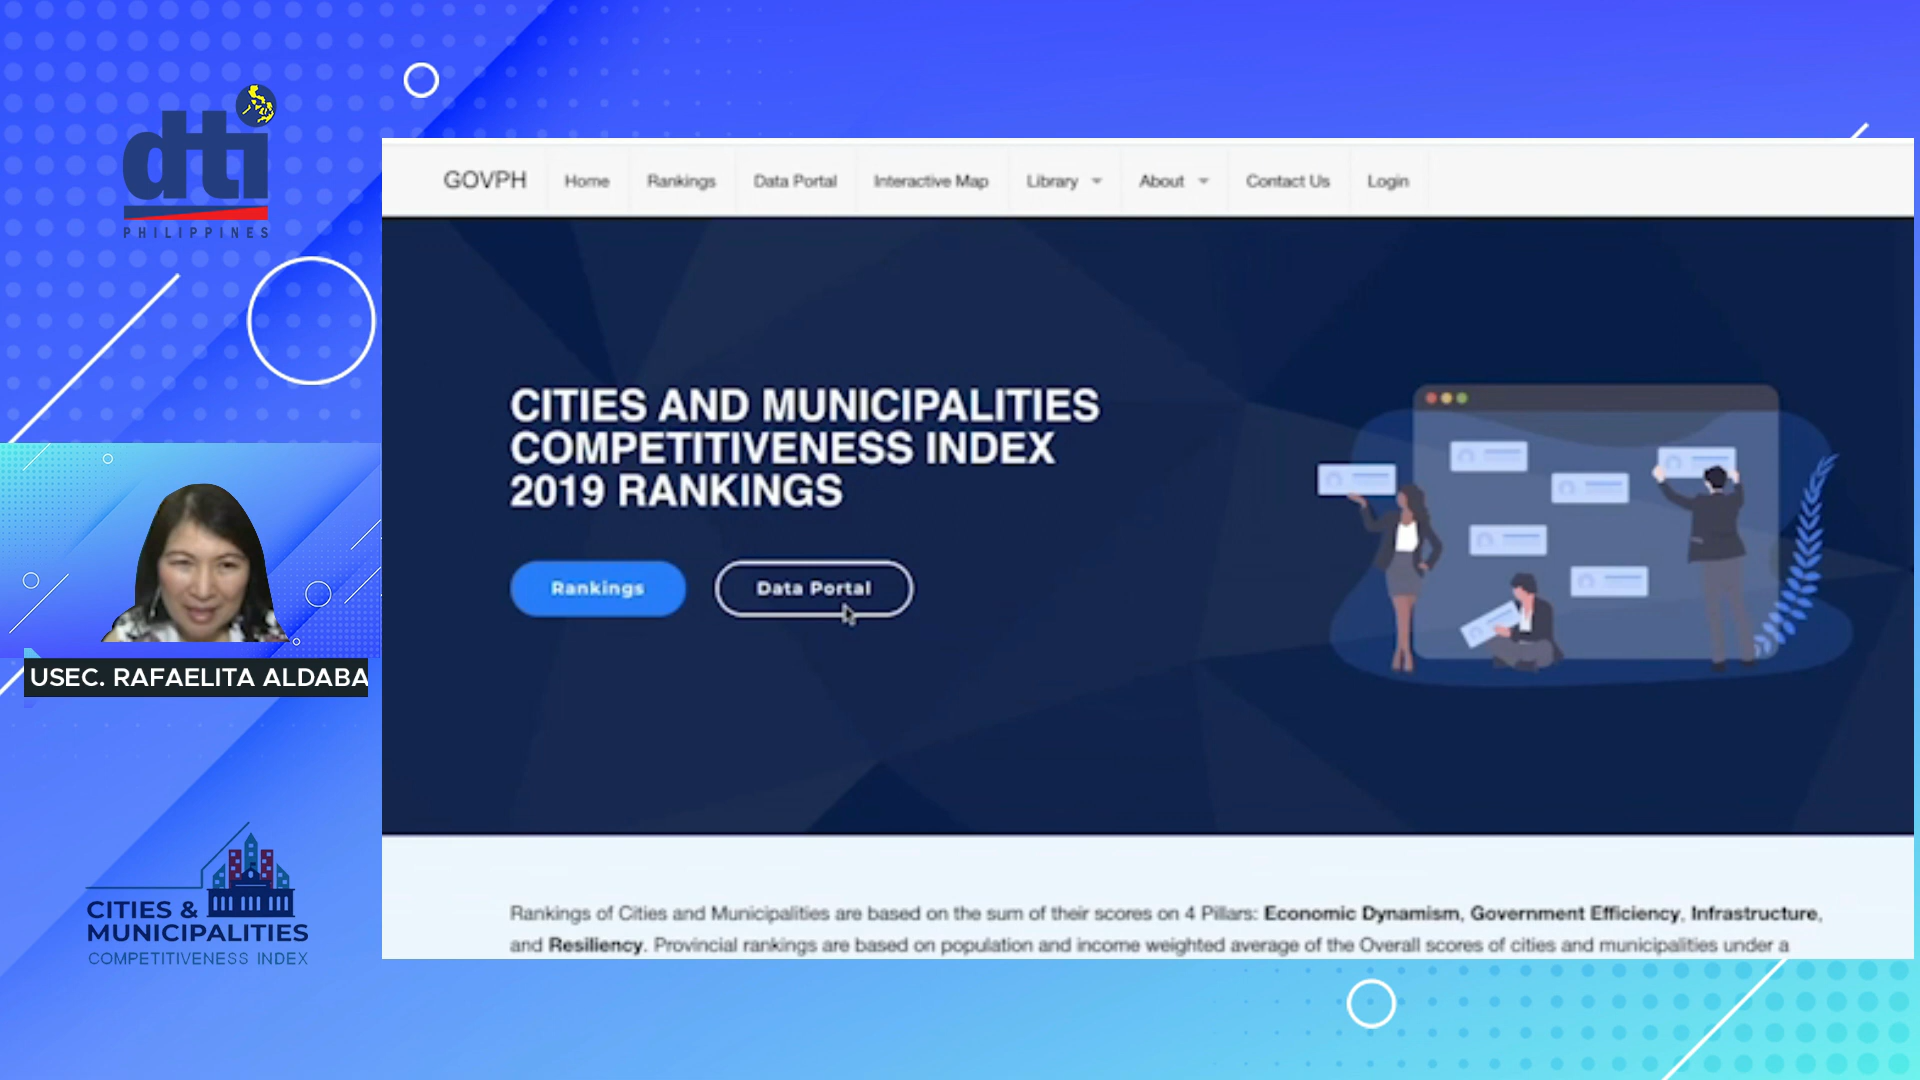 dti
PHILIPPINES
GOVPH Home Rankings Data Portal Interactive Map Library About Contact Us Login
CITIES AND MUNICIPALITIES
COMPETITIVENESS INDEX
2019 RANKINGS
Rankings Data Portal
USEC. RAFAELITA ALDABA
CITIES &
MUNICIPALITIES
COMPETITIVENESS INDEX
Rankings of Cities and Municipalities are based on the sum of their scores on 4 Pillars: Economic Dynamism, Government Efficiency, Infrastructure,
and Resiliency. Provincial rankings are based on population and income weighted average of the Overall scores of cities and municipalities under a